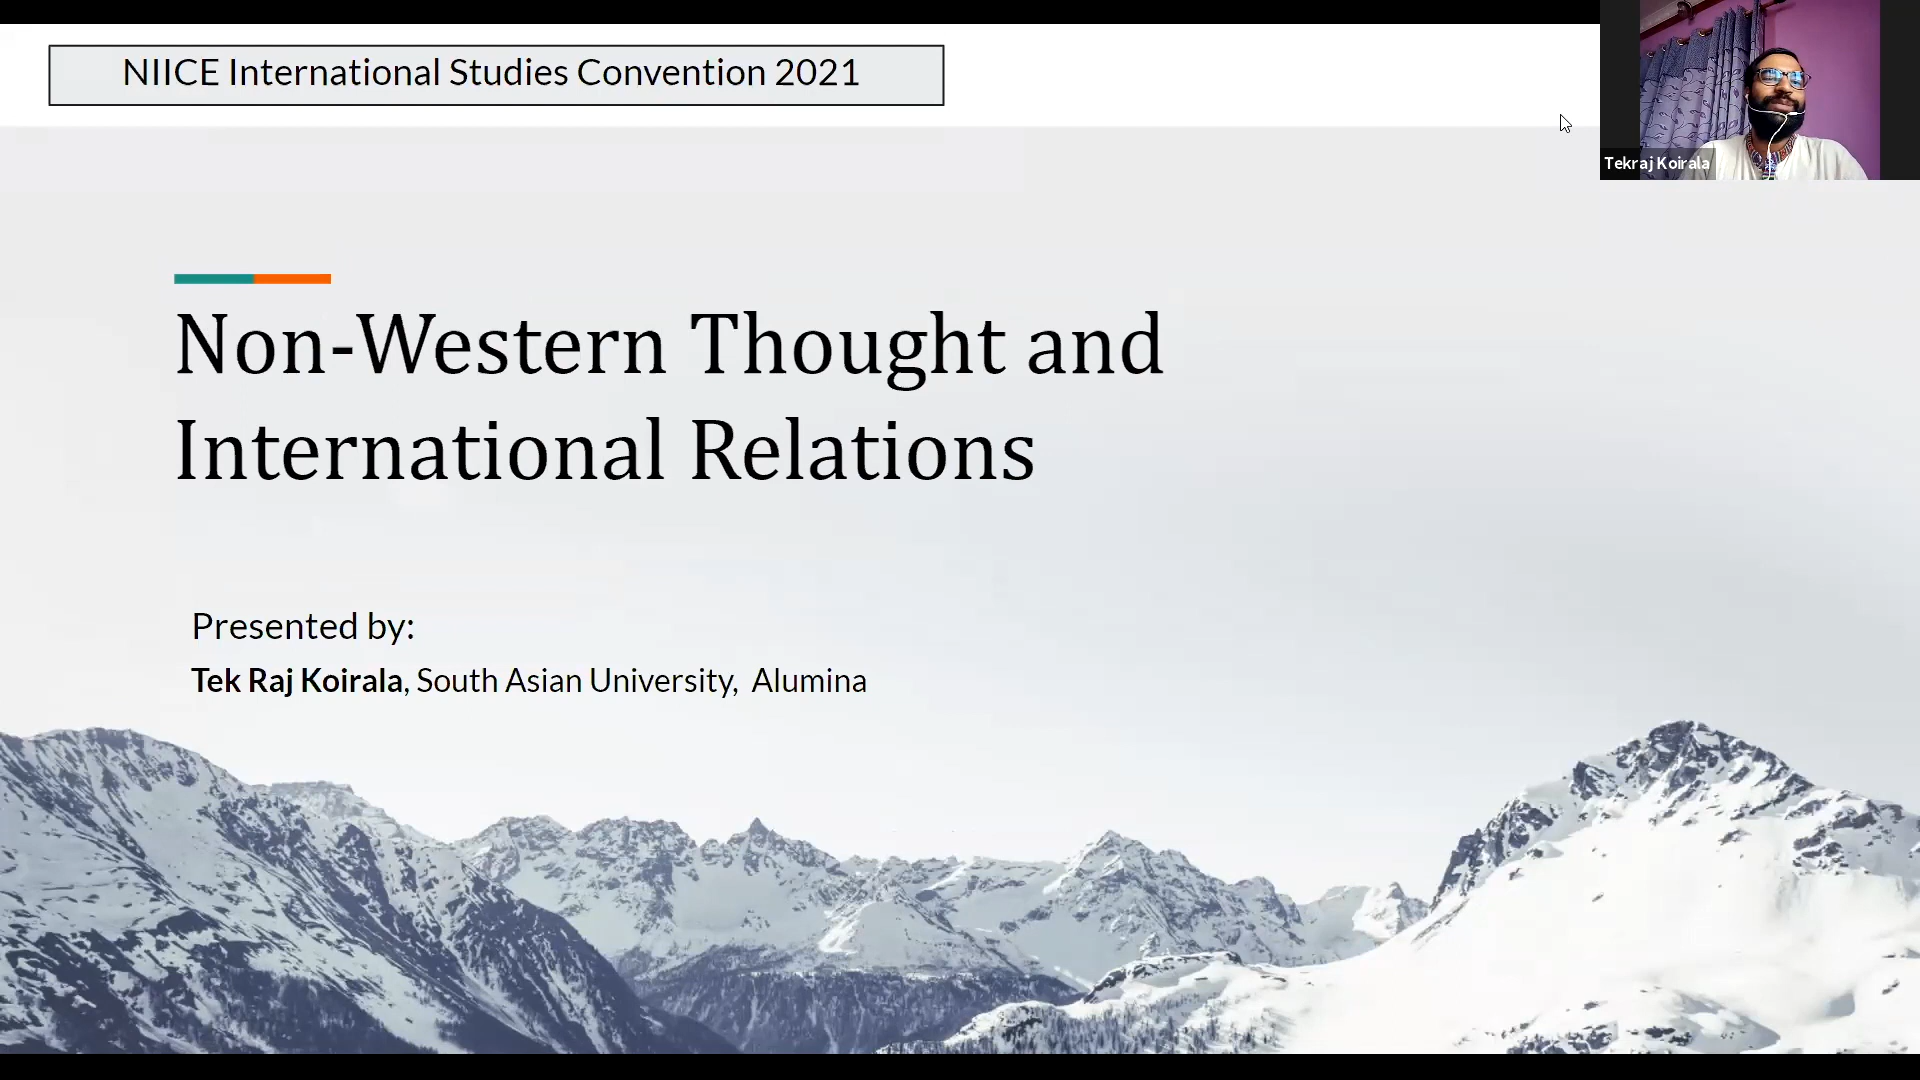 NIICE International Studies Convention 2021
Tekraj Koirala
Non-Western Thought and
International Relations
Presented by:
Tek Raj Koirala, South Asian University, Alumina